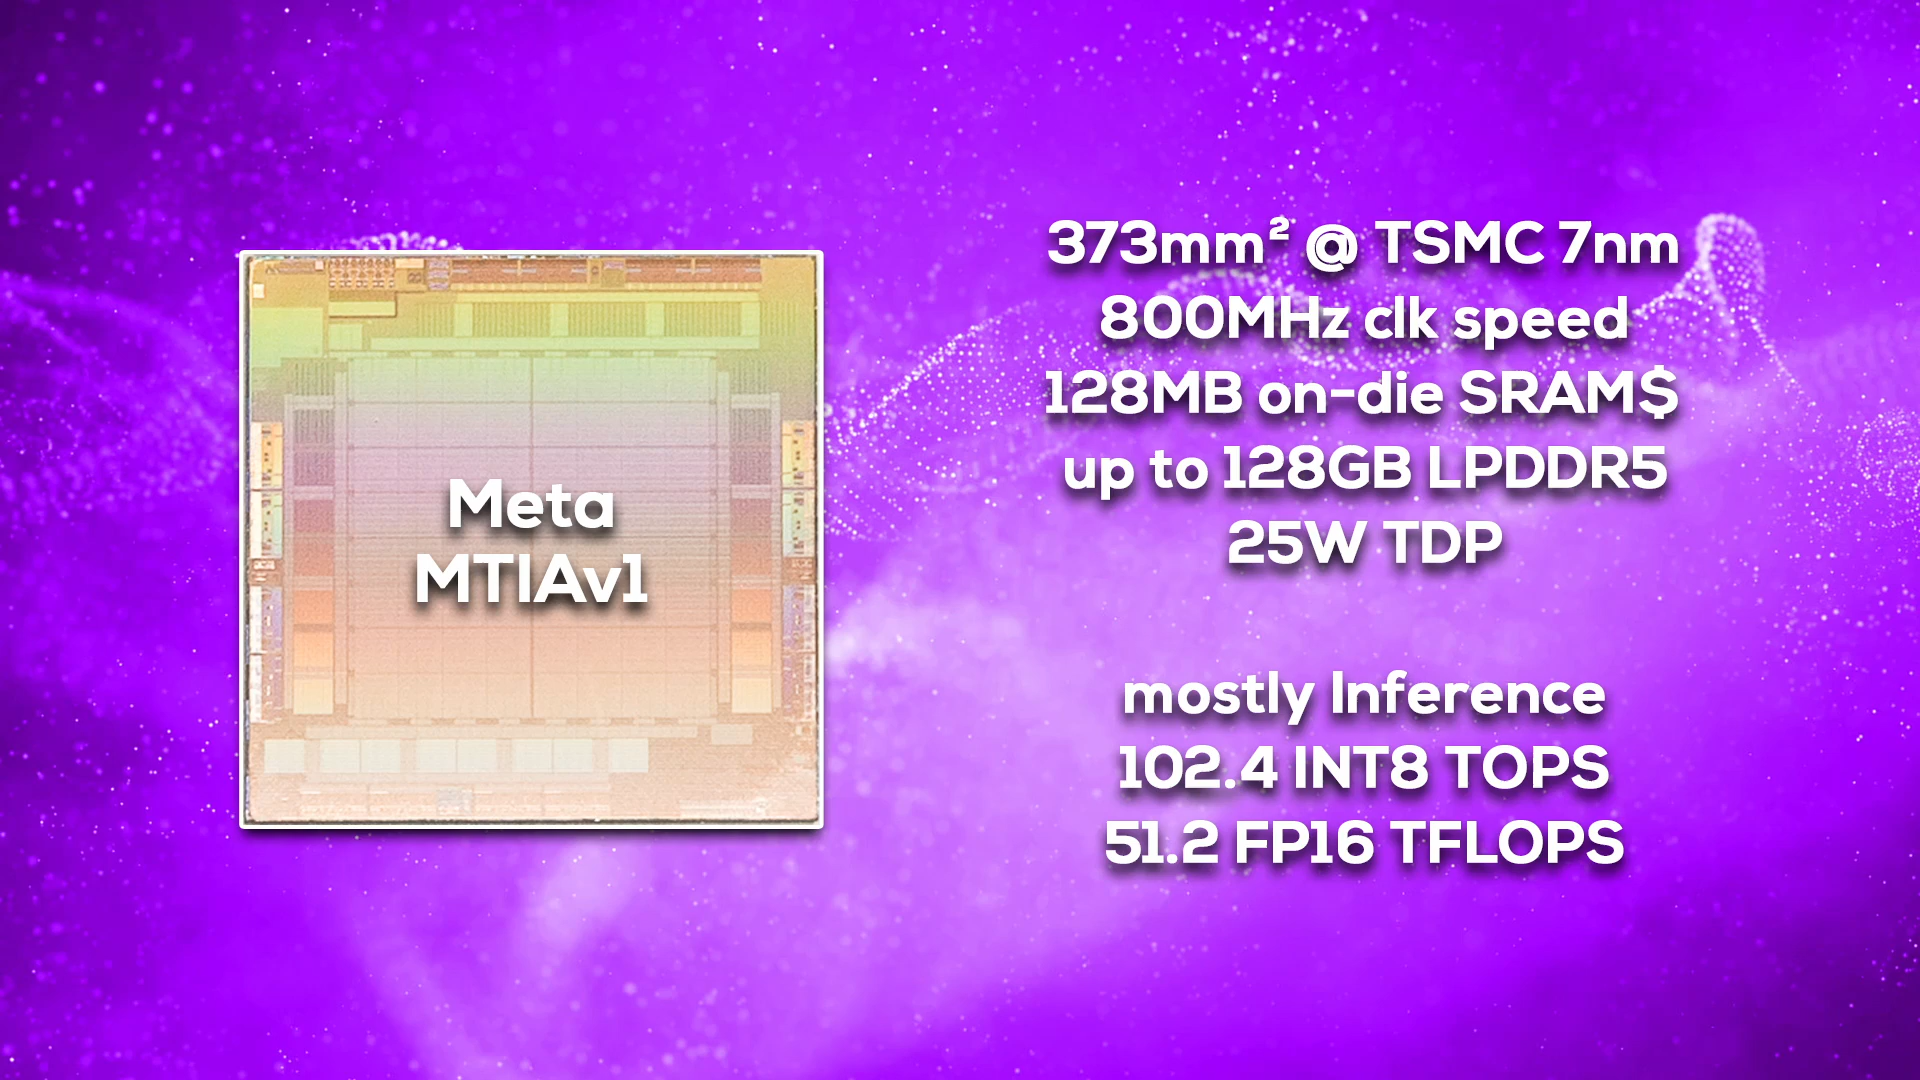 Meta
MTIAv1
373mm² @ TSMC 7nm
800MHz clk speed
128MB on-die SRAM$
up to 128GB LPDDR5
25W TDP
mostly Inference
102.4 INT8 TOPS
51.2 FP16 TFLOPS